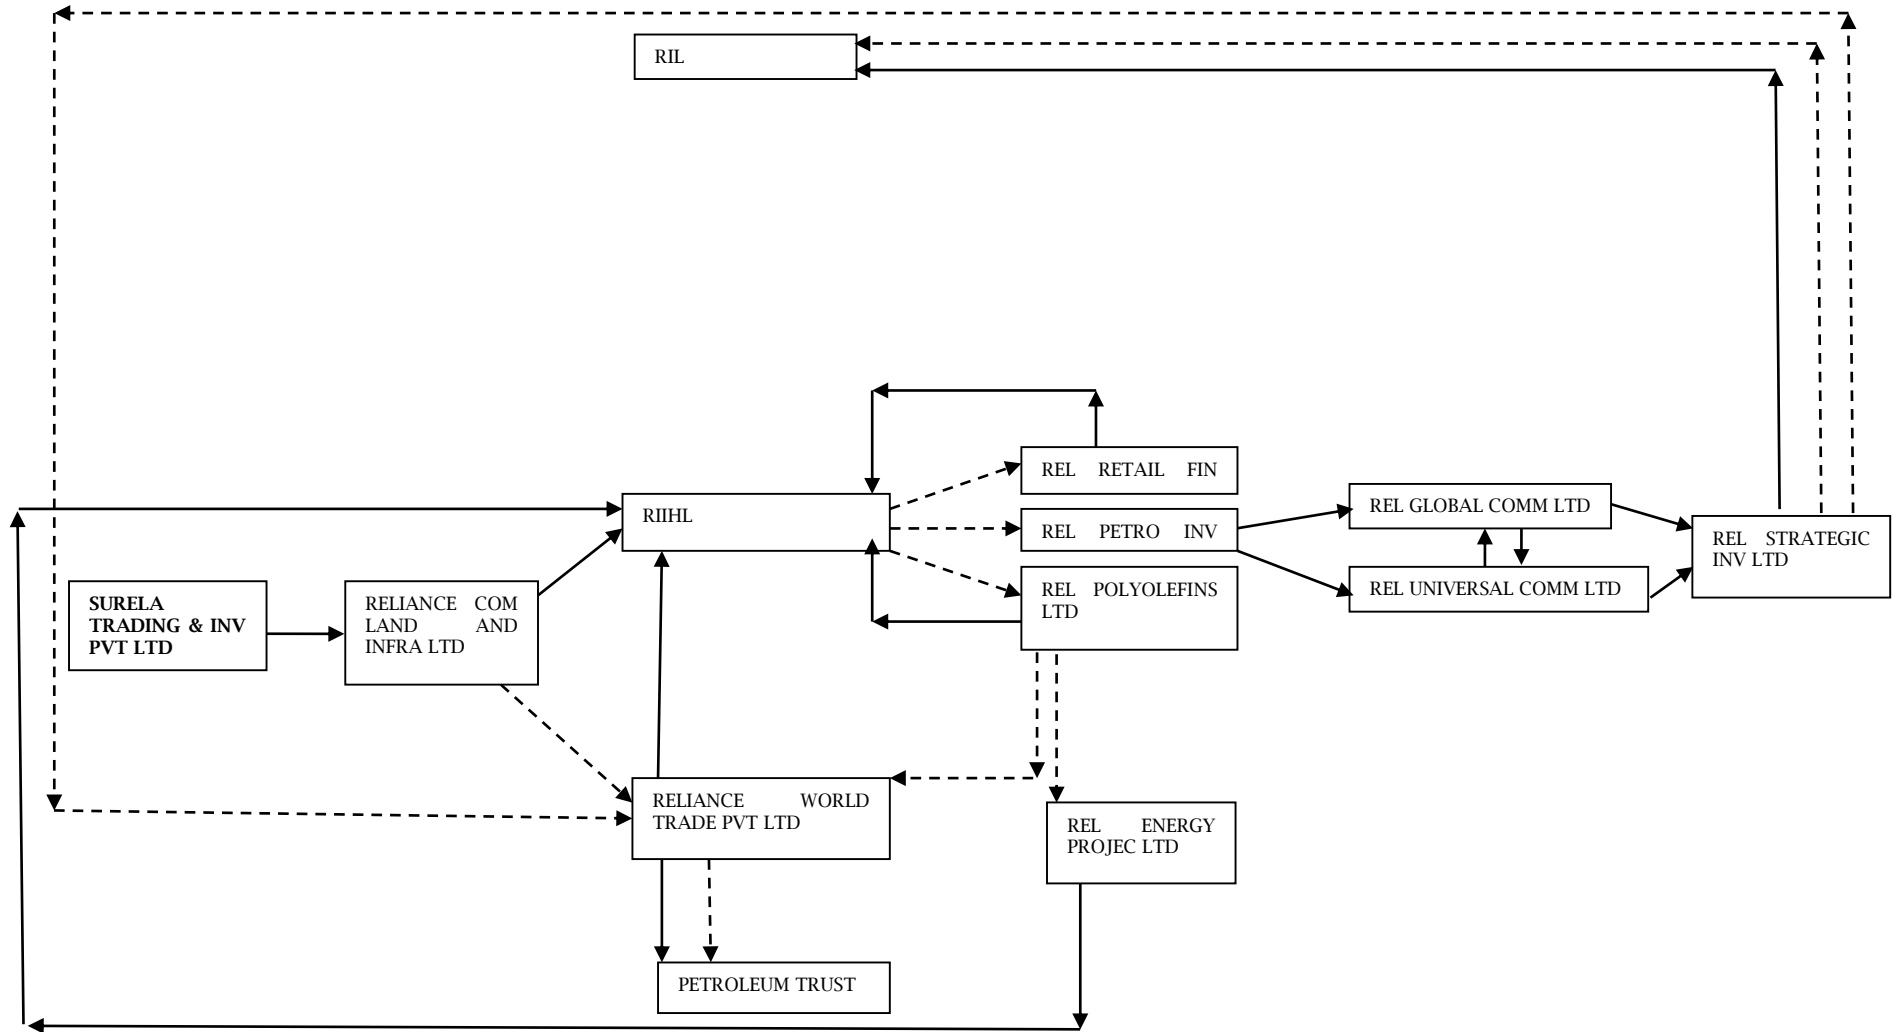 RIL
REL RETAIL FIN
RIIHL
REL PETRO INV
REL GLOBAL COMM LTD
REL STRATEGIC
INV LTD
REL POLYOLEFINS
LTD
REL UNIVERSAL COMM LTD
SURELA
TRADING & INV
PVT LTD
RELIANCE COM
LAND AND
INFRA LTD
RELIANCE WORLD
TRADE PVT LTD
REL ENERGY
PROJEC LTD
PETROLEUM TRUST